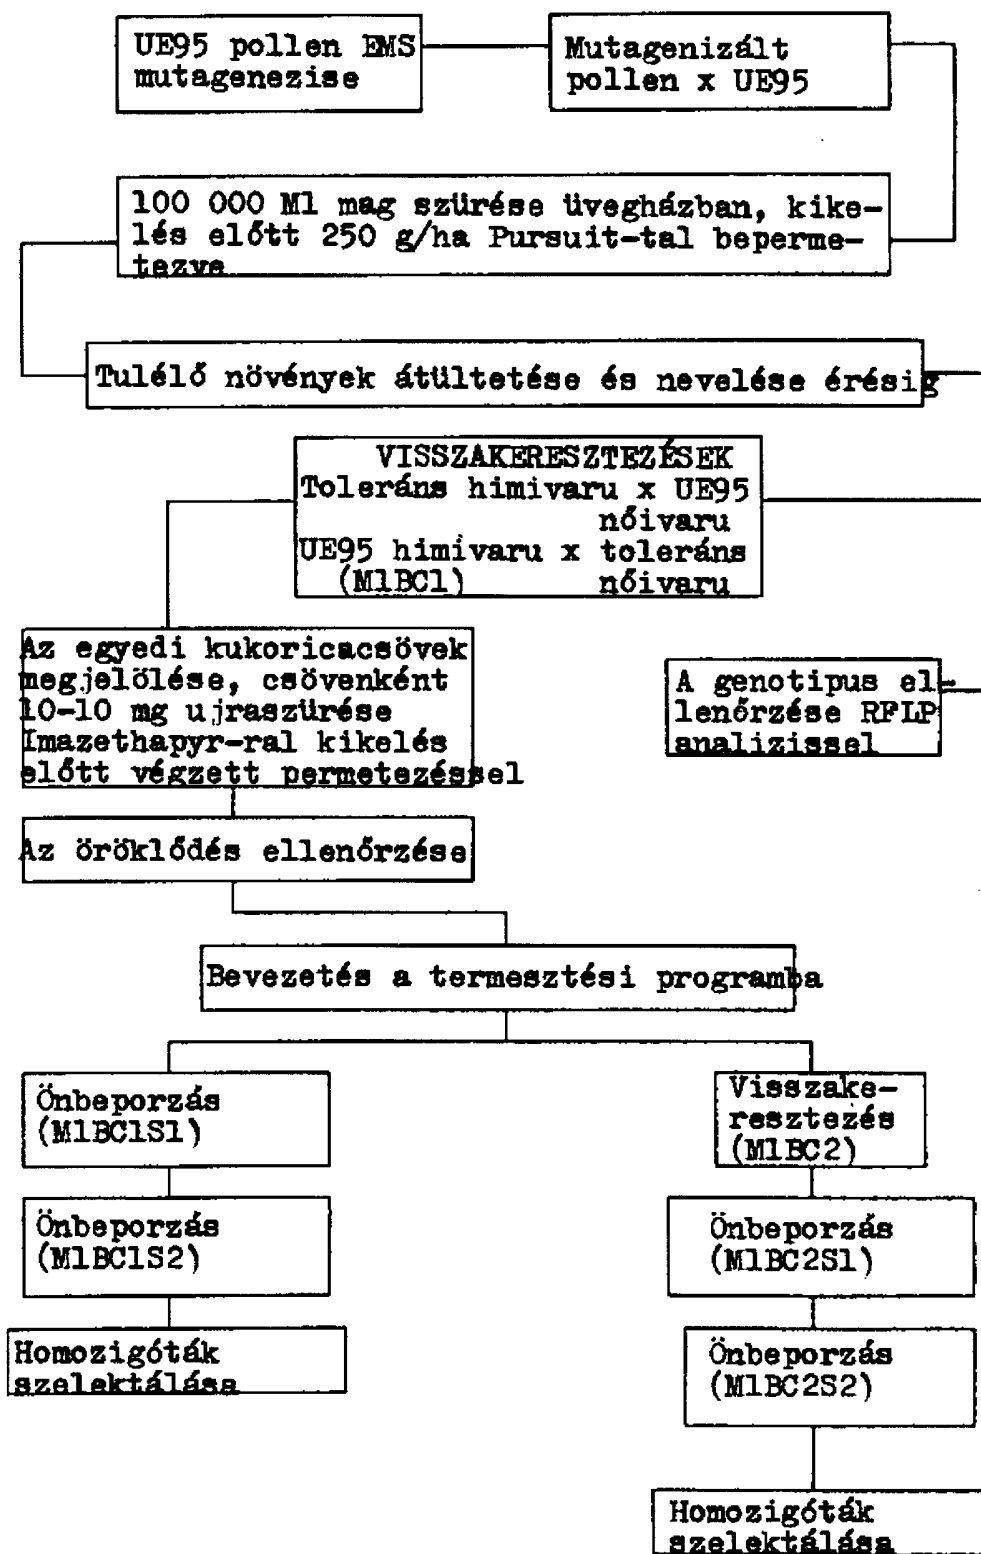 UE95 pollen EMS
mutagenezise
Mutagenizált
pollen x UE95
100 000 M1 mag szürése üvegházban, kike-
lés előtt 250 g/ha Pursuit-tal beperme-
tezve
Tulélő növények átültetése és nevelése érésig
VISSZAKERESZTEZÉSEK
Toleráns himivaru x UE95
nőivaru
UE95 himivaru x toleráns
(M1BC1) nőivaru
Az egyedi kukoricacsövek
megjelölése, csövenként
10-10 mg ujraszürése
Imazethapyr-ral kikelés
előtt végzett permetezéssel
A genotipus el-
lenőrzése RFLP
analizissel
Az öröklődés ellenőrzése
Bevezetés a termesztési programba
Önbeporzás
(M1BC1S1)
Visszake-
resztezés
(M1BC2)
Önbeporzás
(M1BC1S2)
Önbeporzás
(M1BC2S1)
Homozigóták
szelektálása
Önbeporzás
(M1BC2S2)
Homozigóták
szelektálása